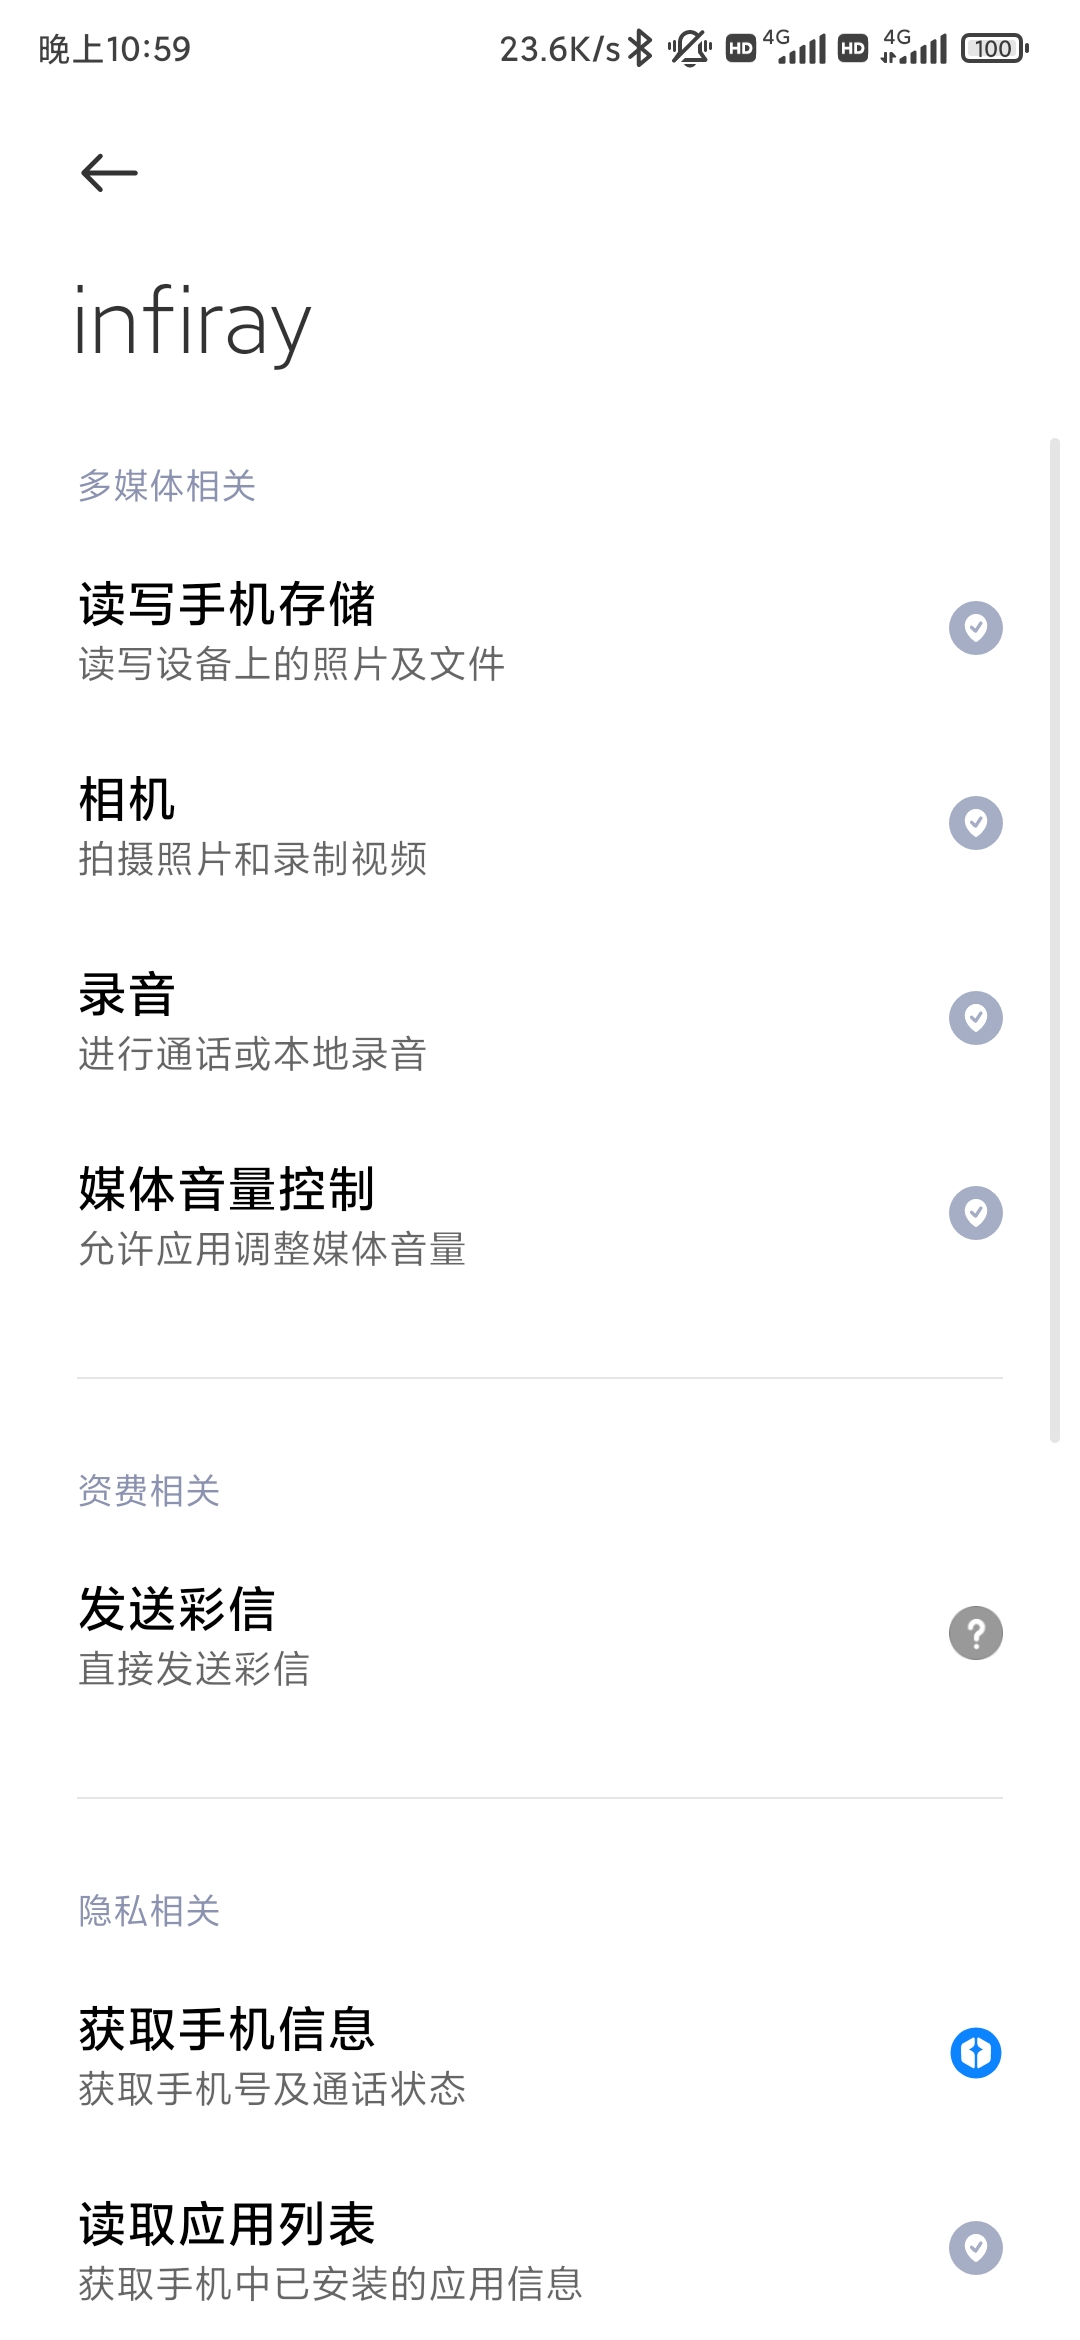 晚上10:59 23.6K/s HD 4G HD 4G 100
infiray
多媒体相关
读写手机存储
读写设备上的照片及文件
相机
拍摄照片和录制视频
录音
进行通话或本地录音
媒体音量控制
允许应用调整媒体音量
资费相关
发送彩信
直接发送彩信
?
隐私相关
获取手机信息
获取手机号及通话状态
读取应用列表
获取手机中已安装的应用信息